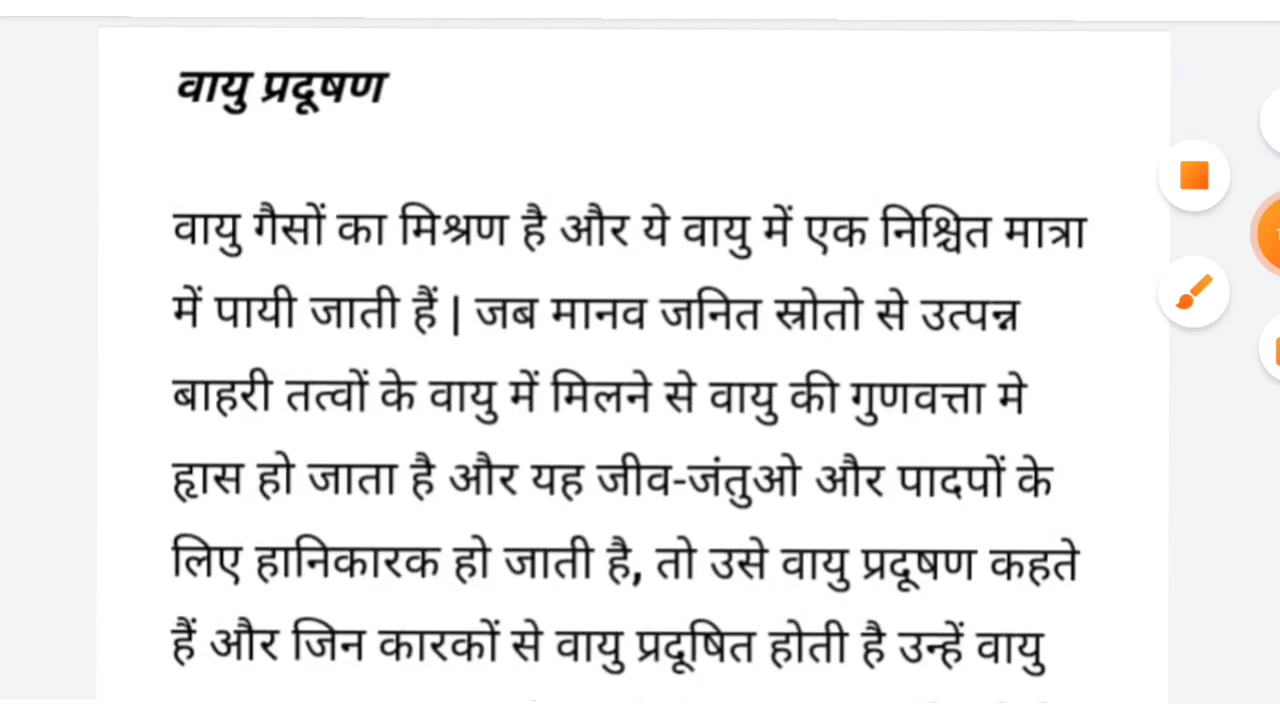 वायु प्रदूषण
वायु गैसों का मिश्रण है और ये वायु में एक निश्चित मात्रा
में पायी जाती हैं | जब मानव जनित स्रोतो से उत्पन्न
बाहरी तत्वों के वायु में मिलने से वायु की गुणवत्ता मे
हृास हो जाता है और यह जीव-जंतुओ और पादपों के
लिए हानिकारक हो जाती है, तो उसे वायु प्रदूषण कहते
हैं और जिन कारकों से वायु प्रदूषित होती है उन्हें वायु